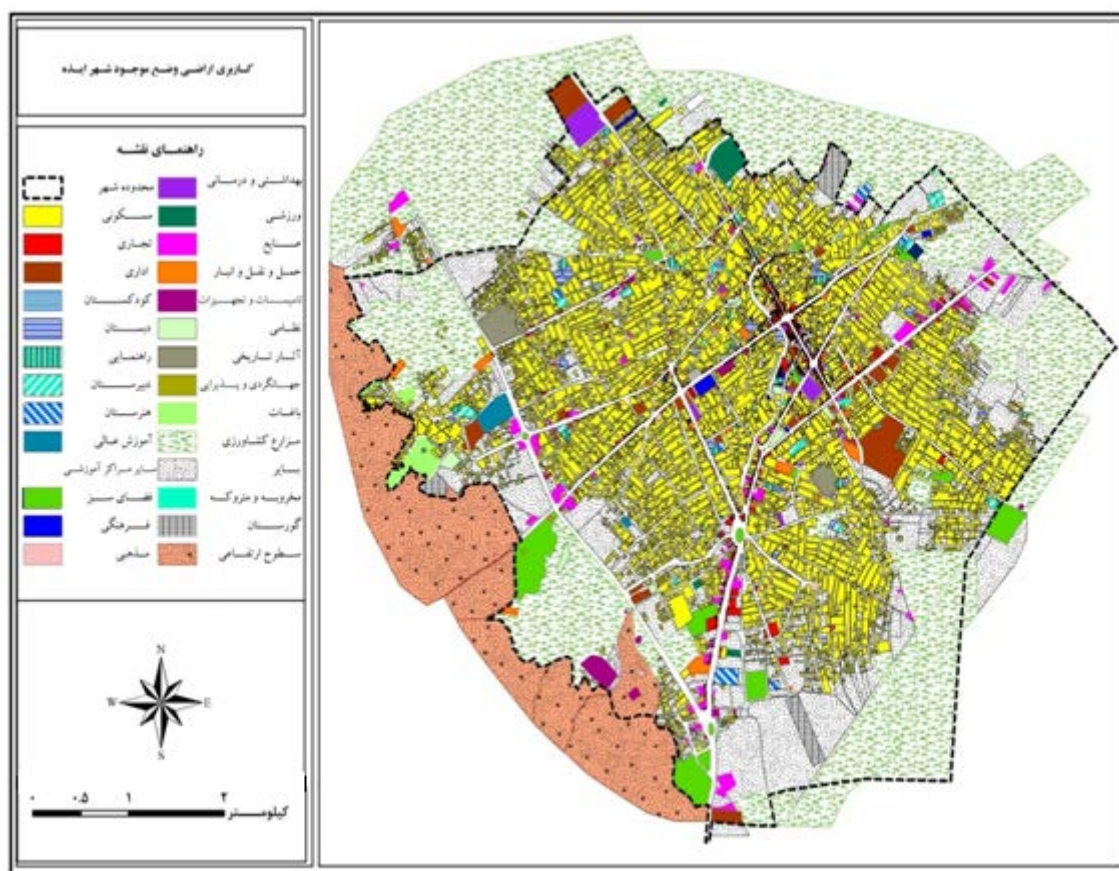 کاربری اراضی وضع موجود شهر ایذه
راهنمای نقشه
بهداشتی و درمانی
محدوده شهر
ورزشی
مسکونی
صنایع
تجاری
حمل و نقل و انبار
اداری
تاسیسات و تجهیزات
کودکستان
نظامی
دبستان
آثار تاریخی
راهنمایی
جهانگردی و پذیرایی
دبیرستان
باغات
هنرستان
مزارع کشاورزی
آموزش عالی
بایر
سایر مراکز آموزشی
مخروبه و متروکه
فضای سبز
گورستان
فرهنگی
سطوح ارتفاعی
مذهبی
N
W E
S
۰ ۰.۵ ۱ ۲
کیلومتر